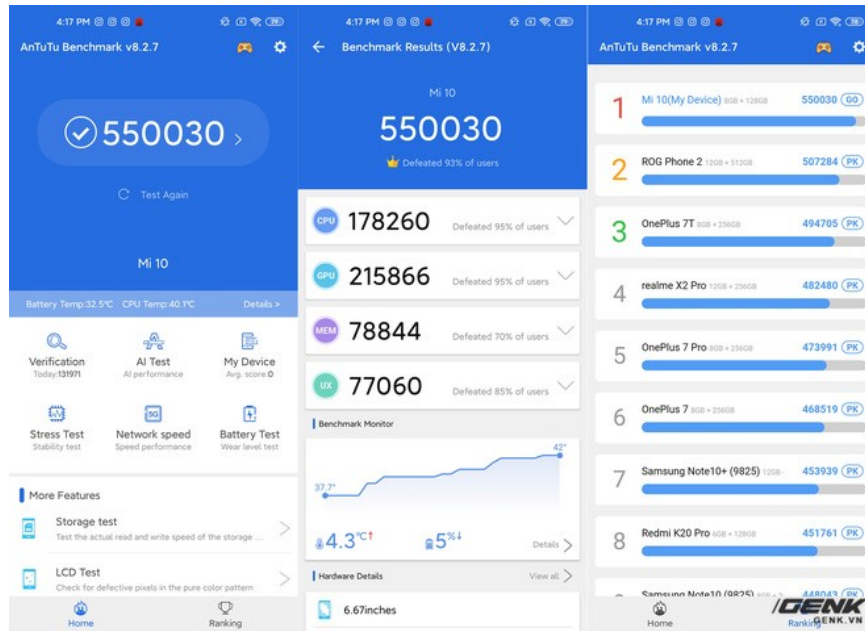 4:17 PM
AnTuTu Benchmark v8.2.7
550030 >
Test Again
Mi 10
Battery Temp:32.5°C CPU Temp:40.1°C Details >
Verification
Today:131971
AI Test
AI performance
My Device
Avg. score:0
Stress Test
Stability test
5G
Network speed
Speed performance
Battery Test
Wear level test
More Features
Storage test
Test the actual read and write speed of the storage ...
LCD Test
Check for defective pixels in the pure color pattern.
Home
Ranking
4:17 PM
Benchmark Results (V8.2.7)
Mi 10
550030
Defeated 93% of users
CPU 178260 Defeated 95% of users
GPU 215866 Defeated 95% of users
MEM 78844 Defeated 70% of users
UX 77060 Defeated 85% of users
Benchmark Monitor
42°
37.7°
4.3°C↑ 5%↓ Details
Hardware Details View all
6.67inches
4:17 PM
AnTuTu Benchmark v8.2.7
1 Mi 10(My Device) 8GB + 128GB 550030 GO
2 ROG Phone 2 12GB + 512GB 507284 PK
3 OnePlus 7T 8GB + 256GB 494705 PK
4 realme X2 Pro 12GB + 256GB 482480 PK
5 OnePlus 7 Pro 8GB + 256GB 473991 PK
6 OnePlus 7 8GB + 256GB 468519 PK
7 Samsung Note10+ (9825) 12GB - 453939 PK
8 Redmi K20 Pro 6GB + 128GB 451761 PK
Samsung Note10 (9825) 448043 PK
Home
Ranking
GENK
GENK.VN